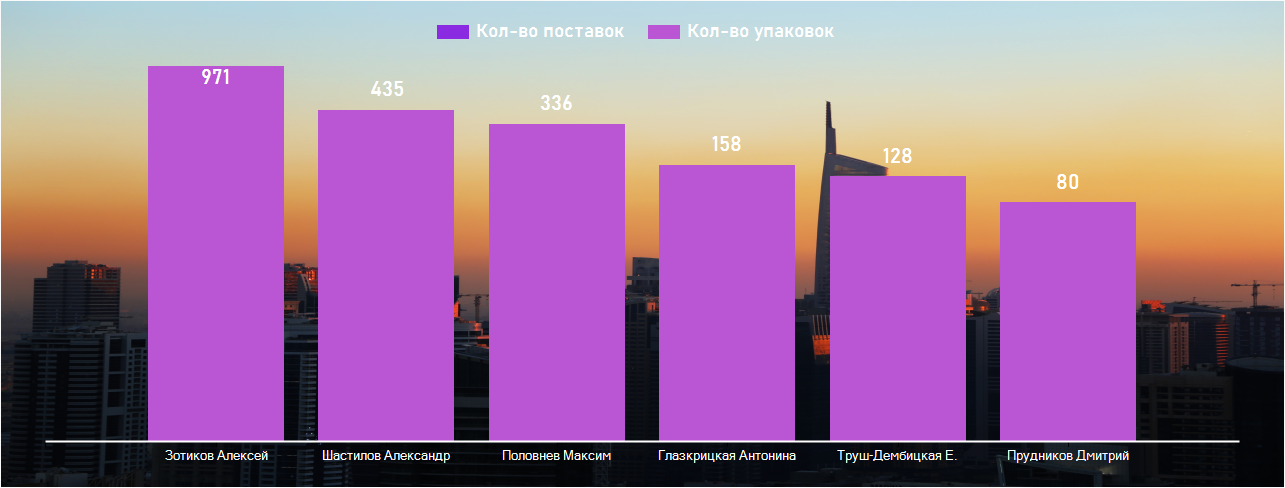 Кол-во поставок Кол-во упаковок
971
435
336
158
128
80
Зотиков Алексей
Шастилов Александр
Половнев Максим
Глазкрицкая Антонина
Труш-Дембицкая Е.
Прудников Дмитрий